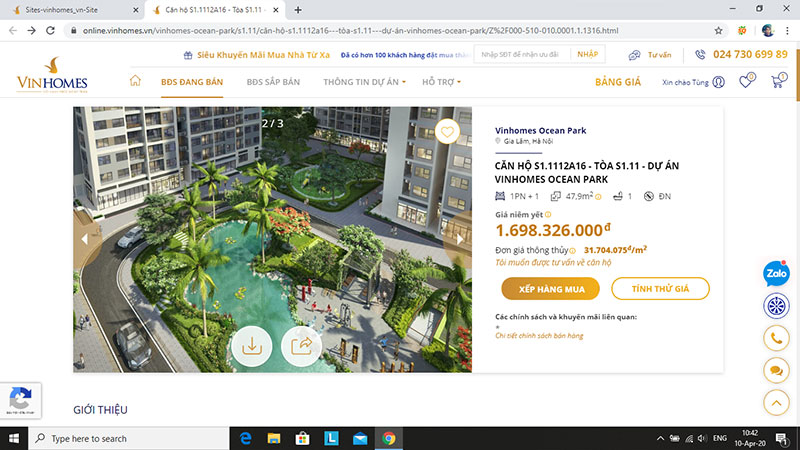 Sites-vinhomes_vn-Site
Căn hộ S1.1112A16 - Tòa S1.11 -
online.vinhomes.vn/vinhomes-ocean-park/s1.11/căn-hộ-s1.1112a16---tòa-s1.11---dự-án-vinhomes-ocean-park/Z%2F000-510-010.0001.1.1316.html
Siêu Khuyến Mãi Mua Nhà Từ Xa
Đã có hơn 100 khách hàng đặt mua
Nhập SĐT để nhận ưu đãi
NHẬP
Tư vấn
024 730 699 89
VINHOMES
BĐS ĐANG BÁN
BĐS SẮP BÁN
THÔNG TIN DỰ ÁN
HỖ TRỢ
BẢNG GIÁ
Xin chào Tùng
0
0
2 / 3
Vinhomes Ocean Park
Gia Lâm, Hà Nội
CĂN HỘ S1.1112A16 - TÒA S1.11 - DỰ ÁN
VINHOMES OCEAN PARK
1PN + 1
47,9m²
1
ĐN
Giá niêm yết
1.698.326.000đ
Đơn giá thông thủy
31.704.075đ/m²
Tôi muốn được tư vấn về căn hộ
XẾP HÀNG MUA
TÍNH THỬ GIÁ
Các chính sách và khuyến mãi liên quan:
*
Chi tiết chính sách bán hàng
Zalo
GIỚI THIỆU
Type here to search
ENG
10:42
10-Apr-20